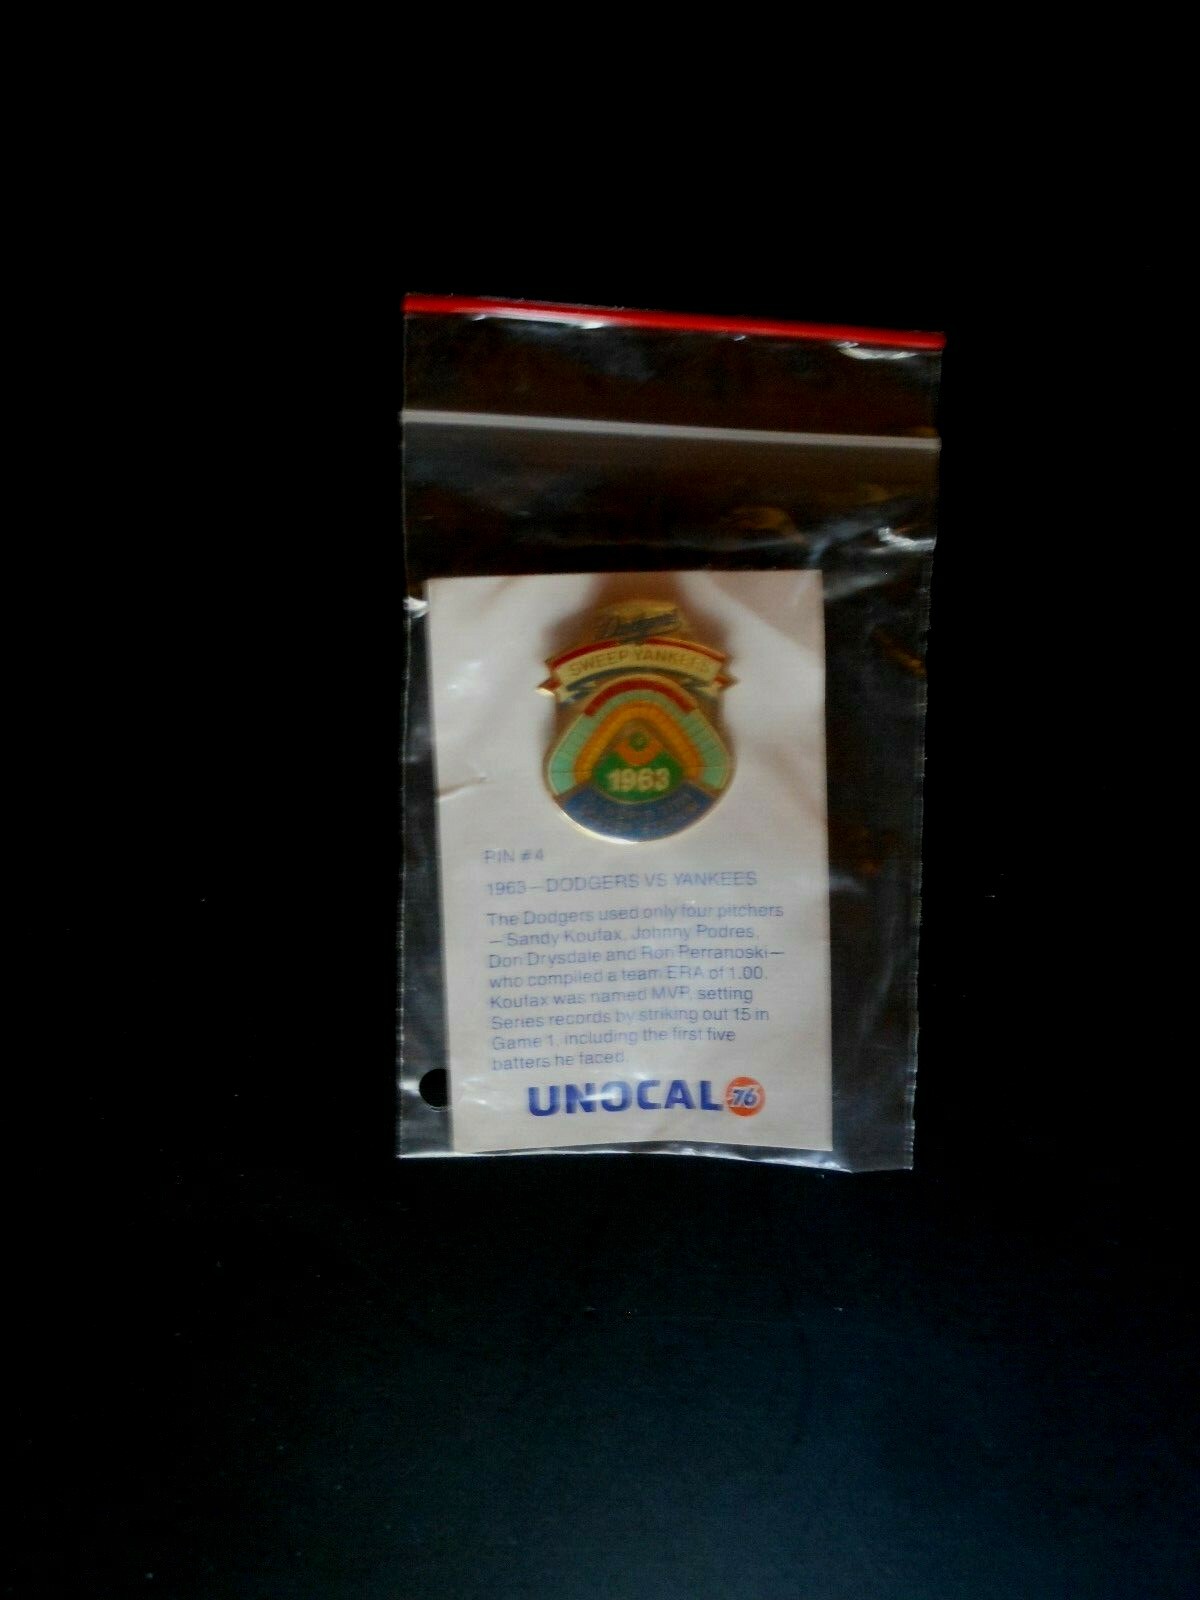 Dodgers
SWEEP YANKEES
1963
PIN #4
1963—DODGERS VS YANKEES
The Dodgers used only four pitchers
—Sandy Koufax, Johnny Podres,
Don Drysdale and Ron Perranoski—
who compiled a team ERA of 1.00.
Koufax was named MVP, setting
Series records by striking out 15 in
Game 1, including the first five
batters he faced.
UNOCAL 76